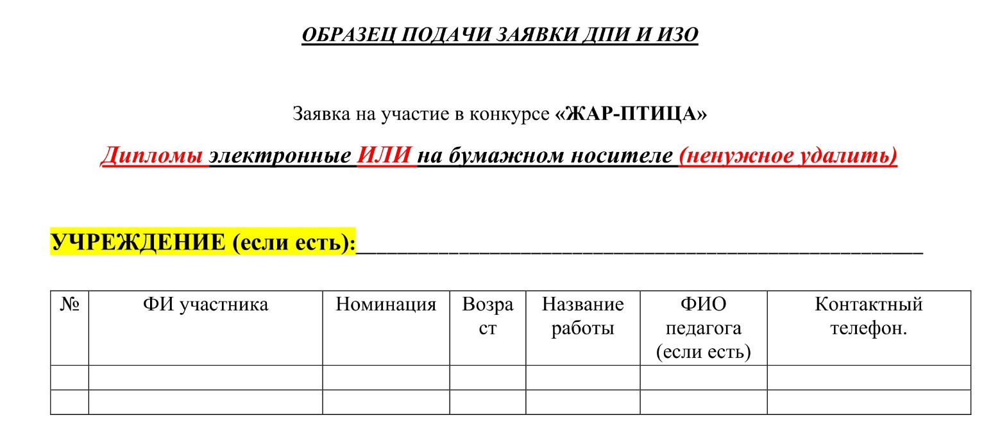 ОБРАЗЕЦ ПОДАЧИ ЗАЯВКИ ДПИ И ИЗО
Заявка на участие в конкурсе «ЖАР-ПТИЦА»
Дипломы электронные ИЛИ на бумажном носителе (ненужное удалить)
УЧРЕЖДЕНИЕ (если есть):_______________________________________________________
№
ФИ участника
Номинация
Возра
ст
Название
работы
ФИО
педагога
(если есть)
Контактный
телефон.